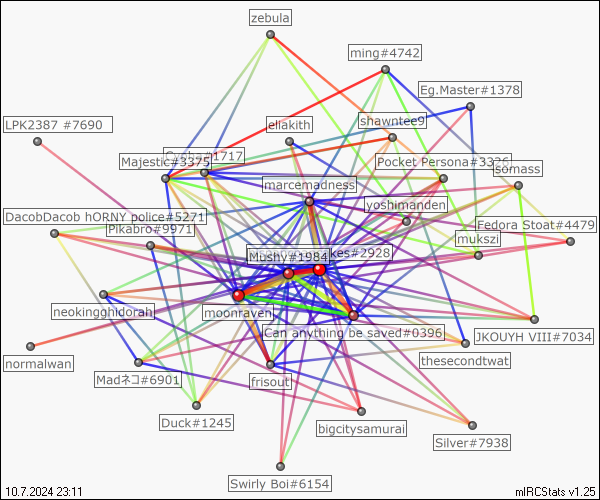 zebula
ming#4742
Eg.Master#1378
LPK2387 #7690
eliakith
shawntee9
Majestic#3375
#1717
Pocket Persona#3326
somass
marcemadness
yoshimanden
DacobDacob hORNY police#5271
Pikabro#9971
Fedora Stoat#4479
mukszi
Mushy#1984
kes#2928
moonraven
neokingghidorah
Can anything be saved#0396
JKOUYH VIII#7034
normalwan
thesecondtwat
Madネコ#6901
frisout
Duck#1245
bigcitysamurai
Silver#7938
Swirly Boi#6154
10.7.2024 23:11
mIRCStats v1.25